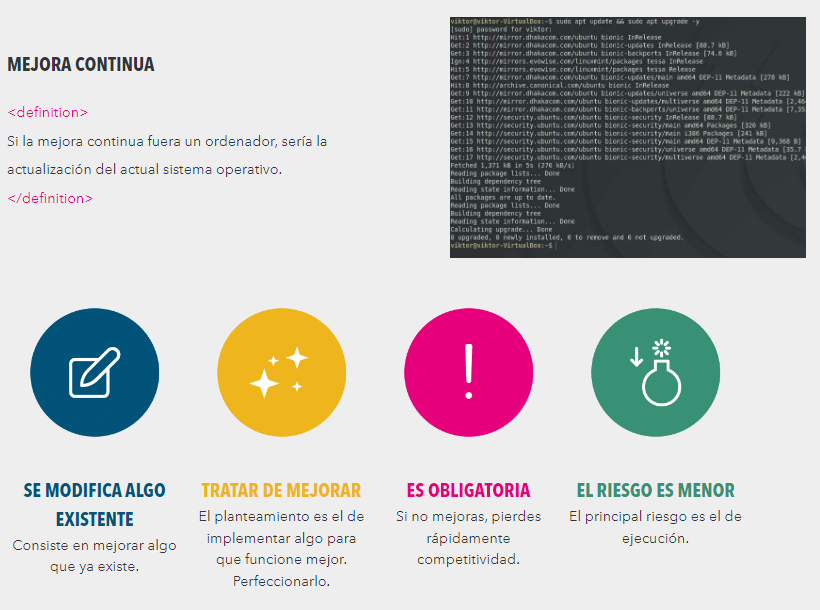 MEJORA CONTINUA
<definition>
Si la mejora continua fuera un ordenador, sería la
actualización del actual sistema operativo.
</definition>
viktor@viktor-VirtualBox:~$ sudo apt update && sudo apt upgrade -y
[sudo] password for viktor:
Hit:1 http://mirror.dhakacom.com/ubuntu bionic InRelease
Get:2 http://mirror.dhakacom.com/ubuntu bionic-updates InRelease [88.7 kB]
Get:3 http://mirror.dhakacom.com/ubuntu bionic-backports InRelease [74.6 kB]
Ign:4 http://mirrors.evowise.com/linuxmint/packages tessa InRelease
Hit:5 http://mirrors.evowise.com/linuxmint/packages tessa Release
Get:7 http://mirror.dhakacom.com/ubuntu bionic-updates/main amd64 DEP-11 Metadata [278 kB]
Hit:8 http://archive.canonical.com/ubuntu bionic InRelease
Get:9 http://mirror.dhakacom.com/ubuntu bionic-updates/universe amd64 DEP-11 Metadata [222 kB]
Get:10 http://mirror.dhakacom.com/ubuntu bionic-updates/multiverse amd64 DEP-11 Metadata [2,46
Get:11 http://mirror.dhakacom.com/ubuntu bionic-backports/universe amd64 DEP-11 Metadata [7,35
Get:12 http://security.ubuntu.com/ubuntu bionic-security InRelease [88.7 kB]
Get:13 http://security.ubuntu.com/ubuntu bionic-security/main amd64 Packages [320 kB]
Get:14 http://security.ubuntu.com/ubuntu bionic-security/main i386 Packages [241 kB]
Get:15 http://security.ubuntu.com/ubuntu bionic-security/main amd64 DEP-11 Metadata [9,368 B]
Get:16 http://security.ubuntu.com/ubuntu bionic-security/universe amd64 DEP-11 Metadata [35.7
Get:17 http://security.ubuntu.com/ubuntu bionic-security/multiverse amd64 DEP-11 Metadata [2,4
Fetched 1,371 kB in 5s (270 kB/s)
Reading package lists... Done
Building dependency tree
Reading state information... Done
All packages are up to date.
Reading package lists... Done
Building dependency tree
Reading state information... Done
Calculating upgrade... Done
0 upgraded, 0 newly installed, 0 to remove and 0 not upgraded.
viktor@viktor-VirtualBox:~$
SE MODIFICA ALGO
EXISTENTE
Consiste en mejorar algo
que ya existe.
TRATAR DE MEJORAR
El planteamiento es el de
implementar algo para
que funcione mejor.
Perfeccionarlo.
ES OBLIGATORIA
Si no mejoras, pierdes
rápidamente
competitividad.
EL RIESGO ES MENOR
El principal riesgo es el de
ejecución.